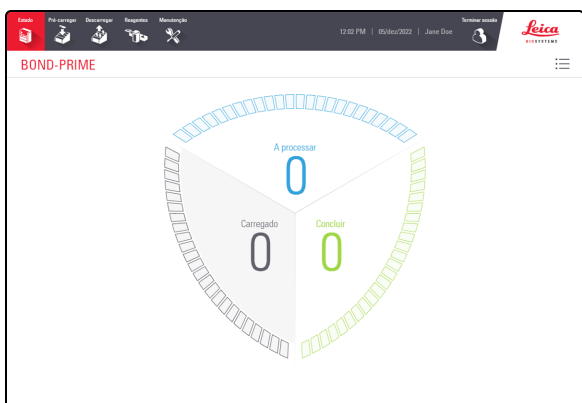 Estado
Pré-carregar
Descarregar
Reagentes
Manutenção
12:02 PM | 05/dez/2022 | Jane Doe
Terminar sessão
Leica
BIOSYSTEMS
BOND-PRIME
A processar
0
Carregado
0
Concluir
0